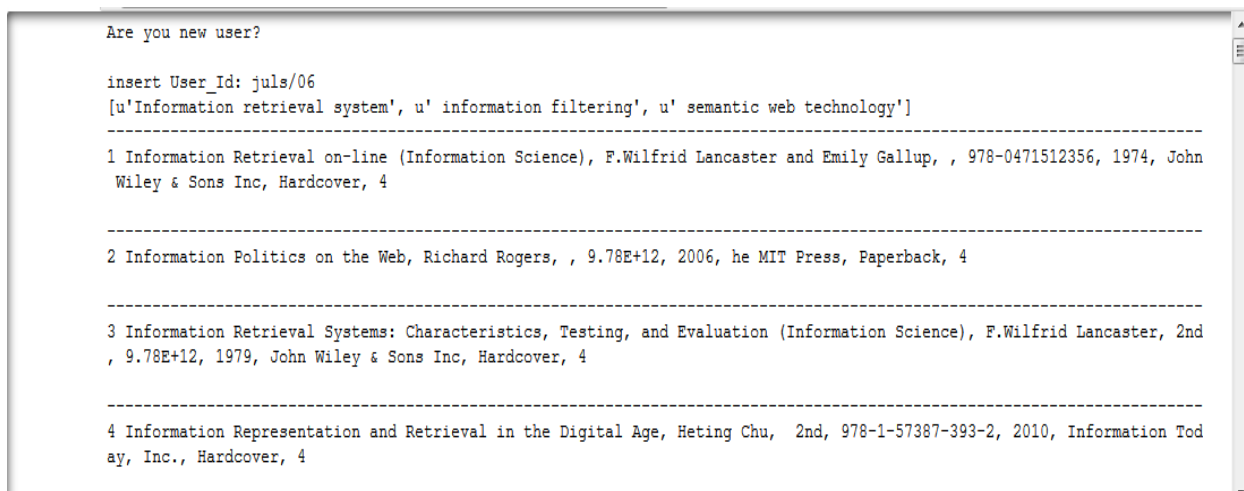 Are you new user?
insert User_Id: juls/06
[u'Information retrieval system', u' information filtering', u' semantic web technology']
------------------------------------------------------------------------------------------------------------------------
1 Information Retrieval on-line (Information Science), F.Wilfrid Lancaster and Emily Gallup, , 978-0471512356, 1974, John
 Wiley & Sons Inc, Hardcover, 4
------------------------------------------------------------------------------------------------------------------------
2 Information Politics on the Web, Richard Rogers, , 9.78E+12, 2006, he MIT Press, Paperback, 4
------------------------------------------------------------------------------------------------------------------------
3 Information Retrieval Systems: Characteristics, Testing, and Evaluation (Information Science), F.Wilfrid Lancaster, 2nd
, 9.78E+12, 1979, John Wiley & Sons Inc, Hardcover, 4
------------------------------------------------------------------------------------------------------------------------
4 Information Representation and Retrieval in the Digital Age, Heting Chu,  2nd, 978-1-57387-393-2, 2010, Information Tod
ay, Inc., Hardcover, 4